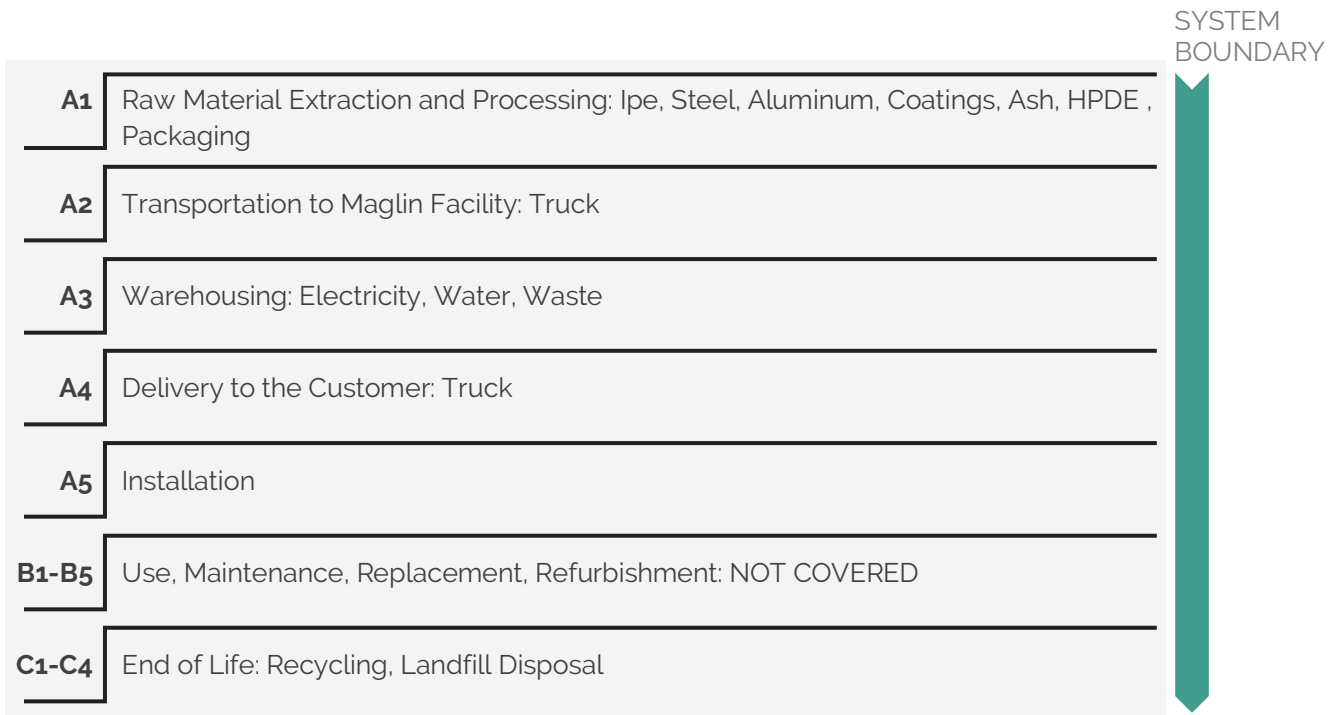 SYSTEM
BOUNDARY
A1 Raw Material Extraction and Processing: Ipe, Steel, Aluminum, Coatings, Ash, HPDE ,
Packaging
A2 Transportation to Maglin Facility: Truck
A3 Warehousing: Electricity, Water, Waste
A4 Delivery to the Customer: Truck
A5 Installation
B1-B5 Use, Maintenance, Replacement, Refurbishment: NOT COVERED
C1-C4 End of Life: Recycling, Landfill Disposal